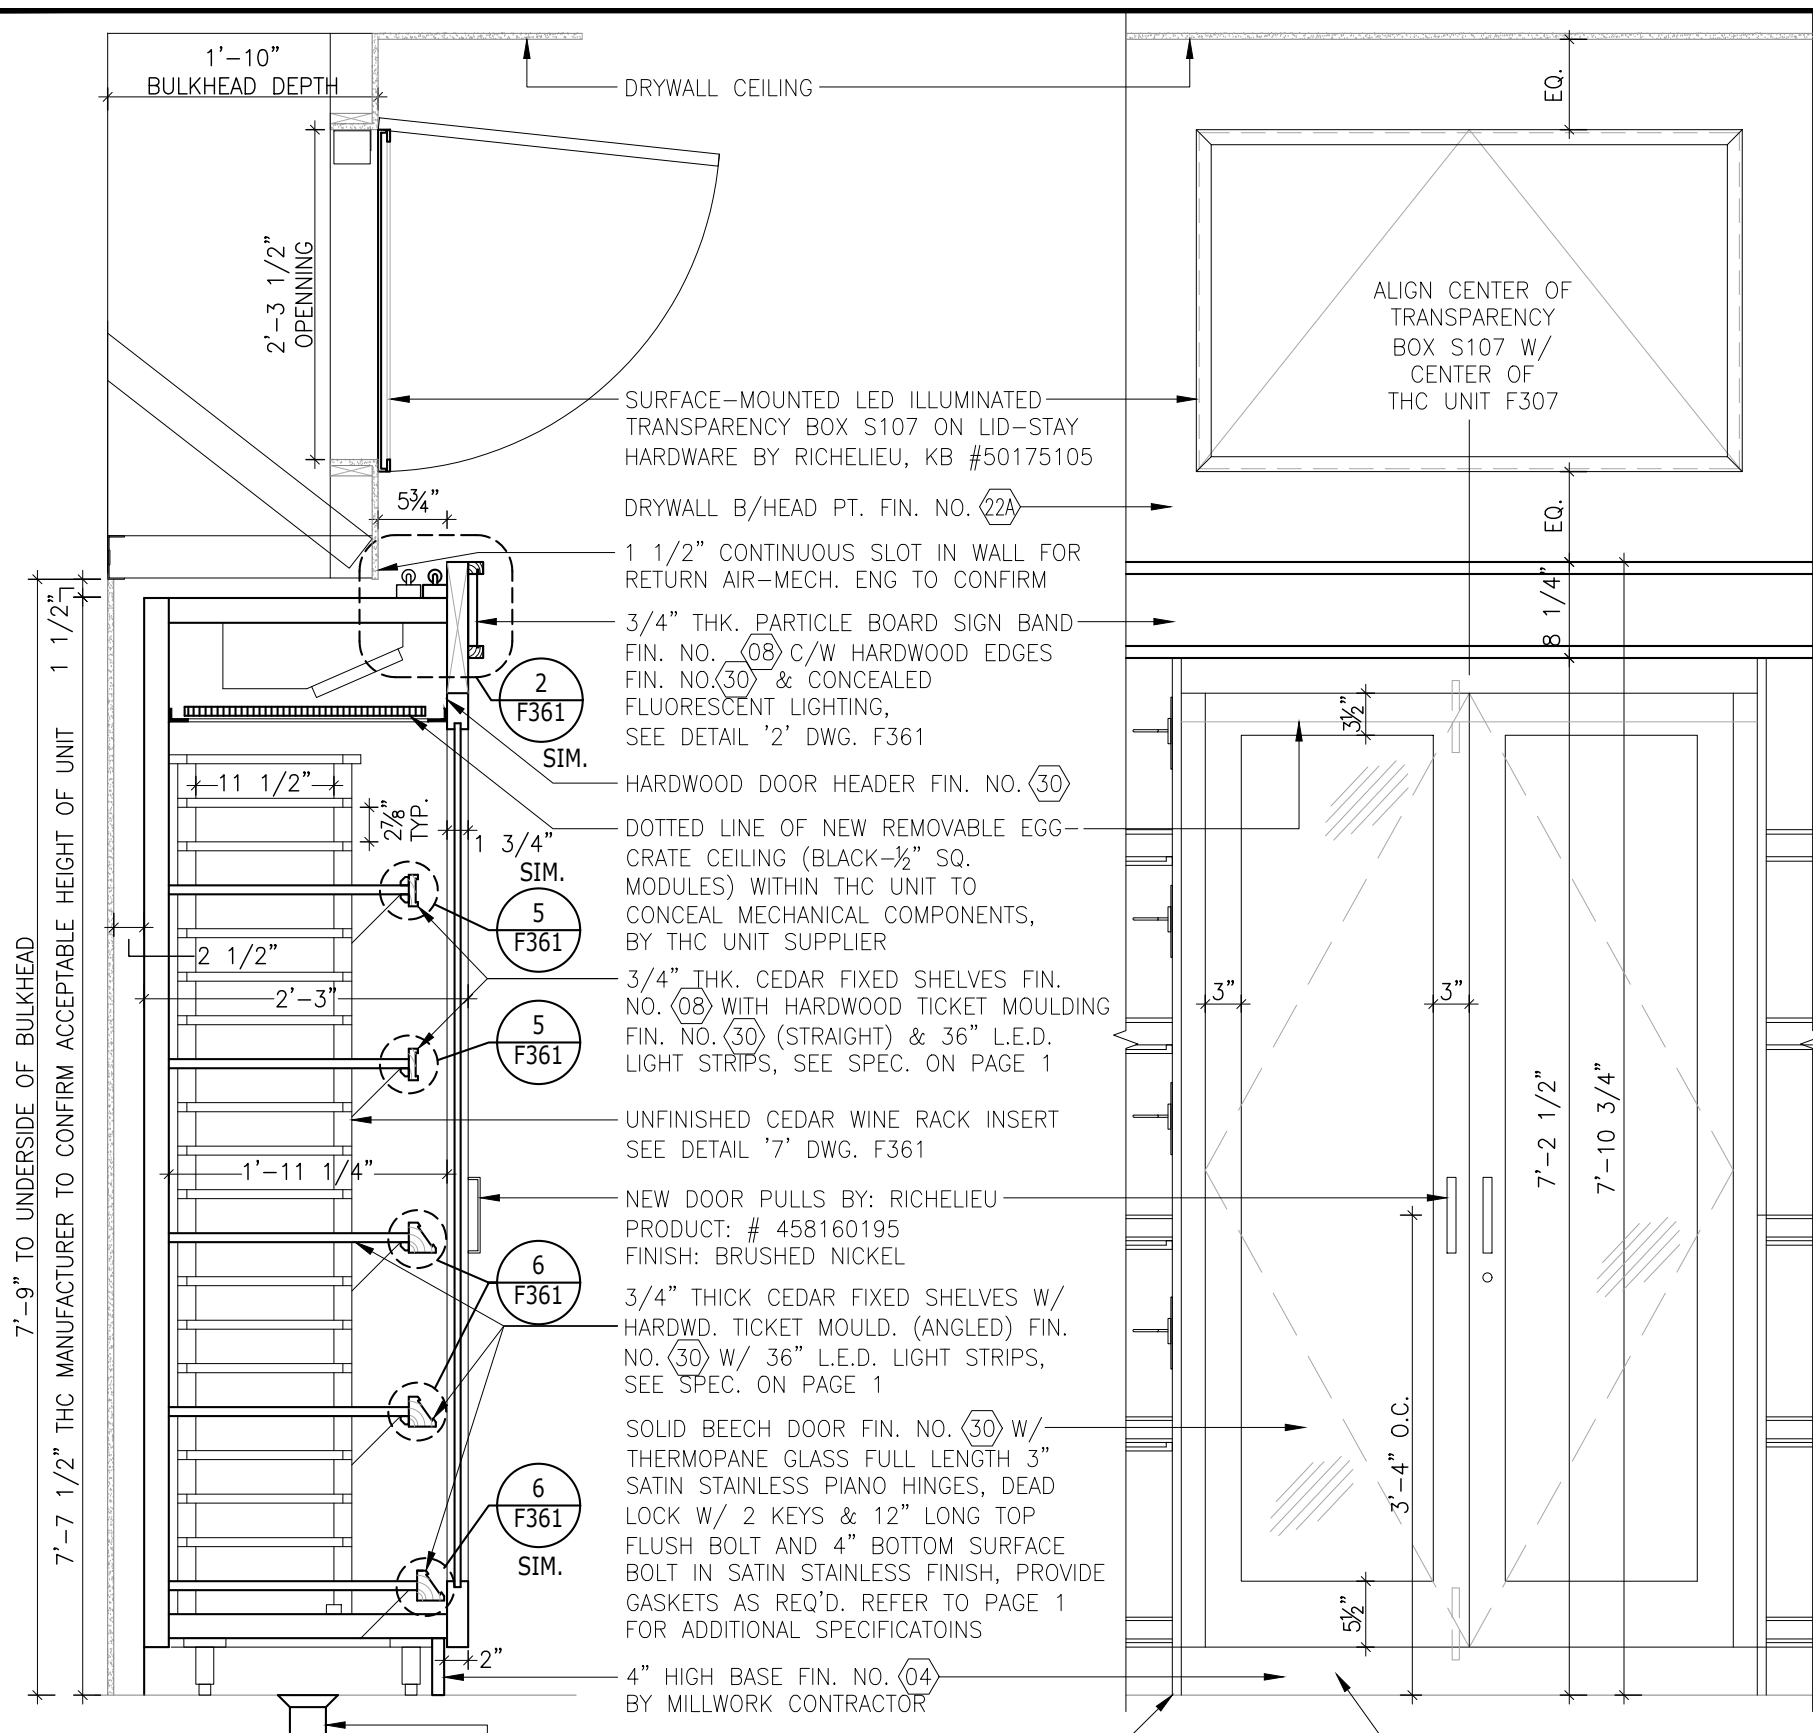 1'-10"
BULKHEAD DEPTH
2'-3 1/2"
OPENNING
5¾"
7'-9" TO UNDERSIDE OF BULKHEAD
1 1/2"
7'-7 1/2" THC MANUFACTURER TO CONFIRM ACCEPTABLE HEIGHT OF UNIT
11 1/2"
2⅞"
TYP.
1 3/4"
2 1/2"
2'-3"
1'-11 1/4"
2"
2
F361
SIM.
SIM.
5
F361
5
F361
6
F361
6
F361
SIM.
DRYWALL CEILING
SURFACE-MOUNTED LED ILLUMINATED
TRANSPARENCY BOX S107 ON LID-STAY
HARDWARE BY RICHELIEU, KB #50175105
DRYWALL B/HEAD PT. FIN. NO. 22A
1 1/2" CONTINUOUS SLOT IN WALL FOR
RETURN AIR-MECH. ENG TO CONFIRM
3/4" THK. PARTICLE BOARD SIGN BAND
FIN. NO. 08 C/W HARDWOOD EDGES
FIN. NO. 30 & CONCEALED
FLUORESCENT LIGHTING,
SEE DETAIL '2' DWG. F361
HARDWOOD DOOR HEADER FIN. NO. 30
DOTTED LINE OF NEW REMOVABLE EGG-
CRATE CEILING (BLACK-½" SQ.
MODULES) WITHIN THC UNIT TO
CONCEAL MECHANICAL COMPONENTS,
BY THC UNIT SUPPLIER
3/4" THK. CEDAR FIXED SHELVES FIN.
NO. 08 WITH HARDWOOD TICKET MOULDING
FIN. NO. 30 (STRAIGHT) & 36" L.E.D.
LIGHT STRIPS, SEE SPEC. ON PAGE 1
UNFINISHED CEDAR WINE RACK INSERT
SEE DETAIL '7' DWG. F361
NEW DOOR PULLS BY: RICHELIEU
PRODUCT: # 458160195
FINISH: BRUSHED NICKEL
3/4" THICK CEDAR FIXED SHELVES W/
HARDWD. TICKET MOULD. (ANGLED) FIN.
NO. 30 W/ 36" L.E.D. LIGHT STRIPS,
SEE SPEC. ON PAGE 1
SOLID BEECH DOOR FIN. NO. 30 W/
THERMOPANE GLASS FULL LENGTH 3"
SATIN STAINLESS PIANO HINGES, DEAD
LOCK W/ 2 KEYS & 12" LONG TOP
FLUSH BOLT AND 4" BOTTOM SURFACE
BOLT IN SATIN STAINLESS FINISH, PROVIDE
GASKETS AS REQ'D. REFER TO PAGE 1
FOR ADDITIONAL SPECIFICATOINS
4" HIGH BASE FIN. NO. 04
BY MILLWORK CONTRACTOR
EQ.
ALIGN CENTER OF
TRANSPARENCY
BOX S107 W/
CENTER OF
THC UNIT F307
EQ.
8 1/4"
3½"
3"
3"
7'-2 1/2"
7'-10 3/4"
3'-4" O.C.
5½"